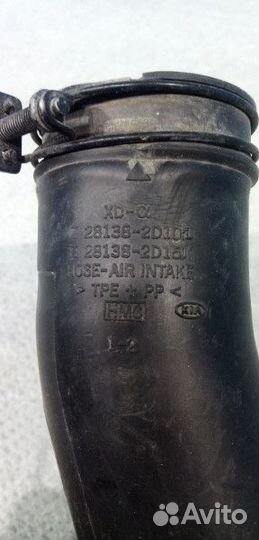 XD-α
28138-2D101
28138-2D151
HOSE-AIR INTAKE
> TPE + PP <
HMC KIA
1-2
Avito